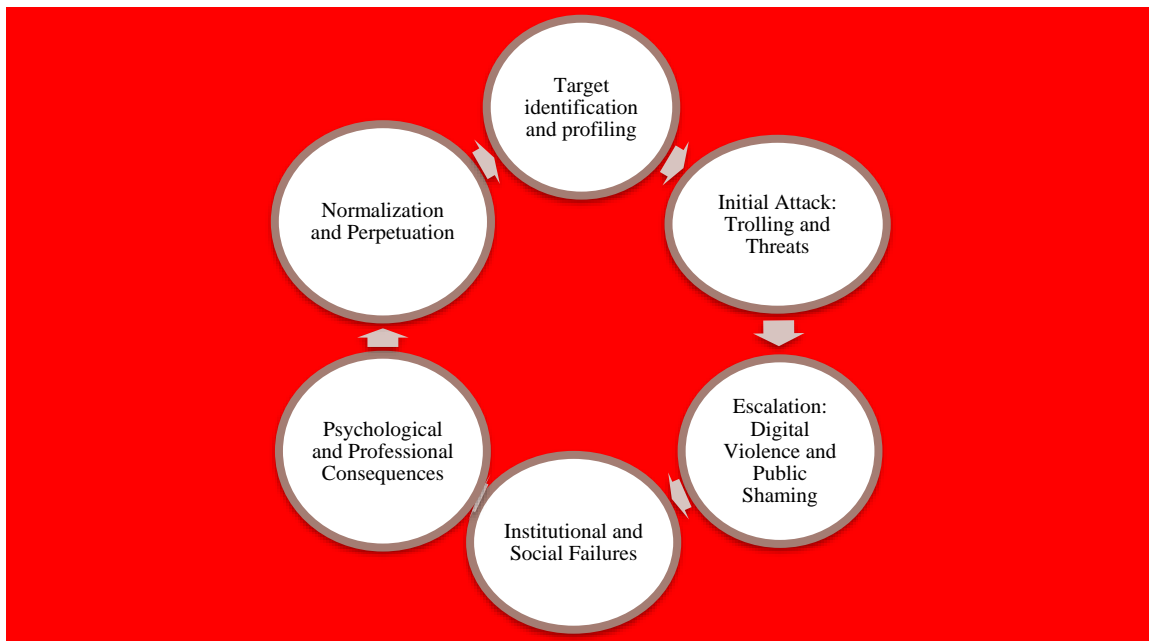 Target
identification
and profiling
Initial Attack:
Trolling and
Threats
Escalation:
Digital
Violence and
Public
Shaming
Institutional and
Social Failures
Psychological
and Professional
Consequences
Normalization
and Perpetuation